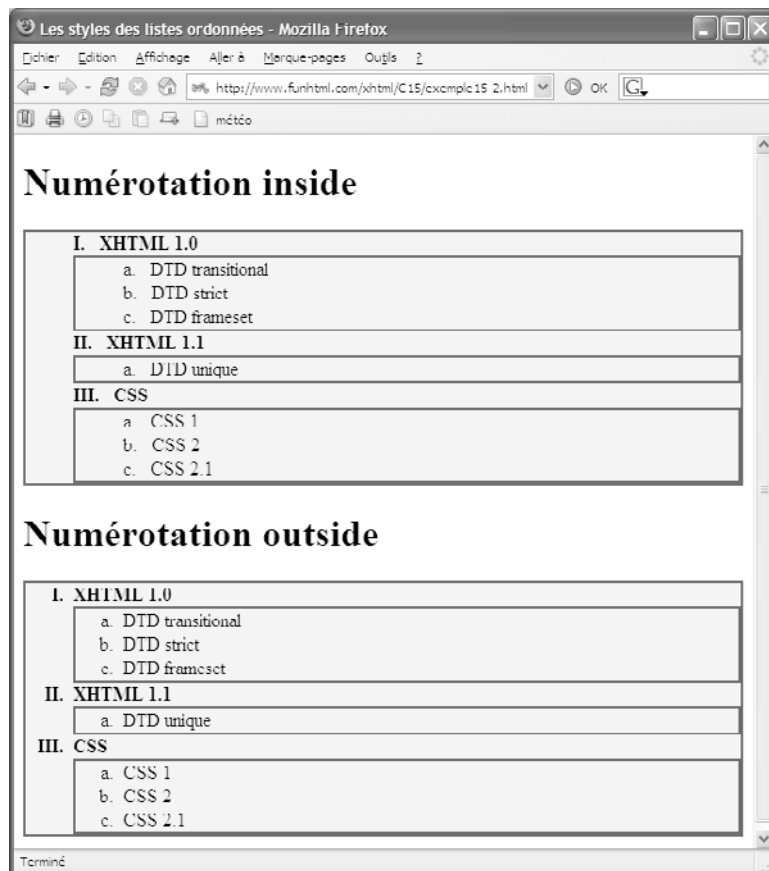 Les styles des listes ordonnées - Mozilla Firefox
Fichier Edition Affichage Aller à Marque-pages Outils ?
http://www.funhtml.com/xhtml/C15/exemple15 2.html OK G
météo
Numérotation inside
I. XHTML 1.0
a. DTD transitional
b. DTD strict
c. DTD frameset
II. XHTML 1.1
a. DTD unique
III. CSS
a CSS 1
b. CSS 2
c. CSS 2.1
Numérotation outside
I. XHTML 1.0
a. DTD transitional
b. DTD strict
c. DTD frameset
II. XHTML 1.1
a. DTD unique
III. CSS
a. CSS 1
b. CSS 2
c. CSS 2.1
Terminé